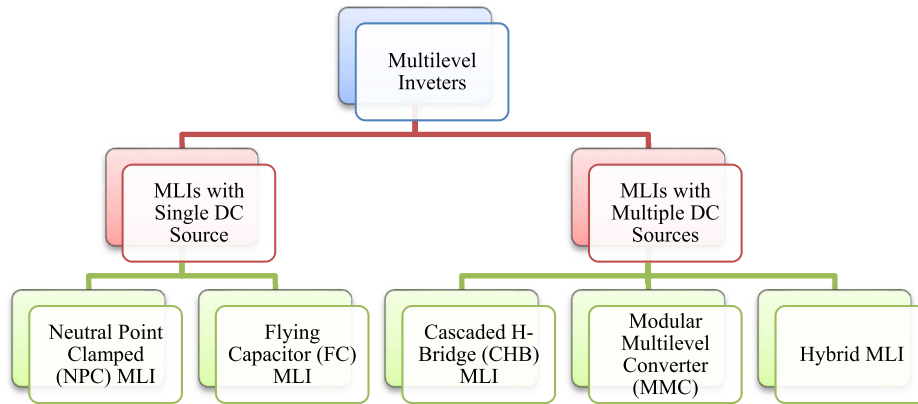 Multilevel
Inveters
MLIs with
Single DC
Source
MLIs with
Multiple DC
Sources
Neutral Point
Clamped
(NPC) MLI
Flying
Capacitor (FC)
MLI
Cascaded H-
Bridge (CHB)
MLI
Modular
Multilevel
Converter
(MMC)
Hybrid MLI